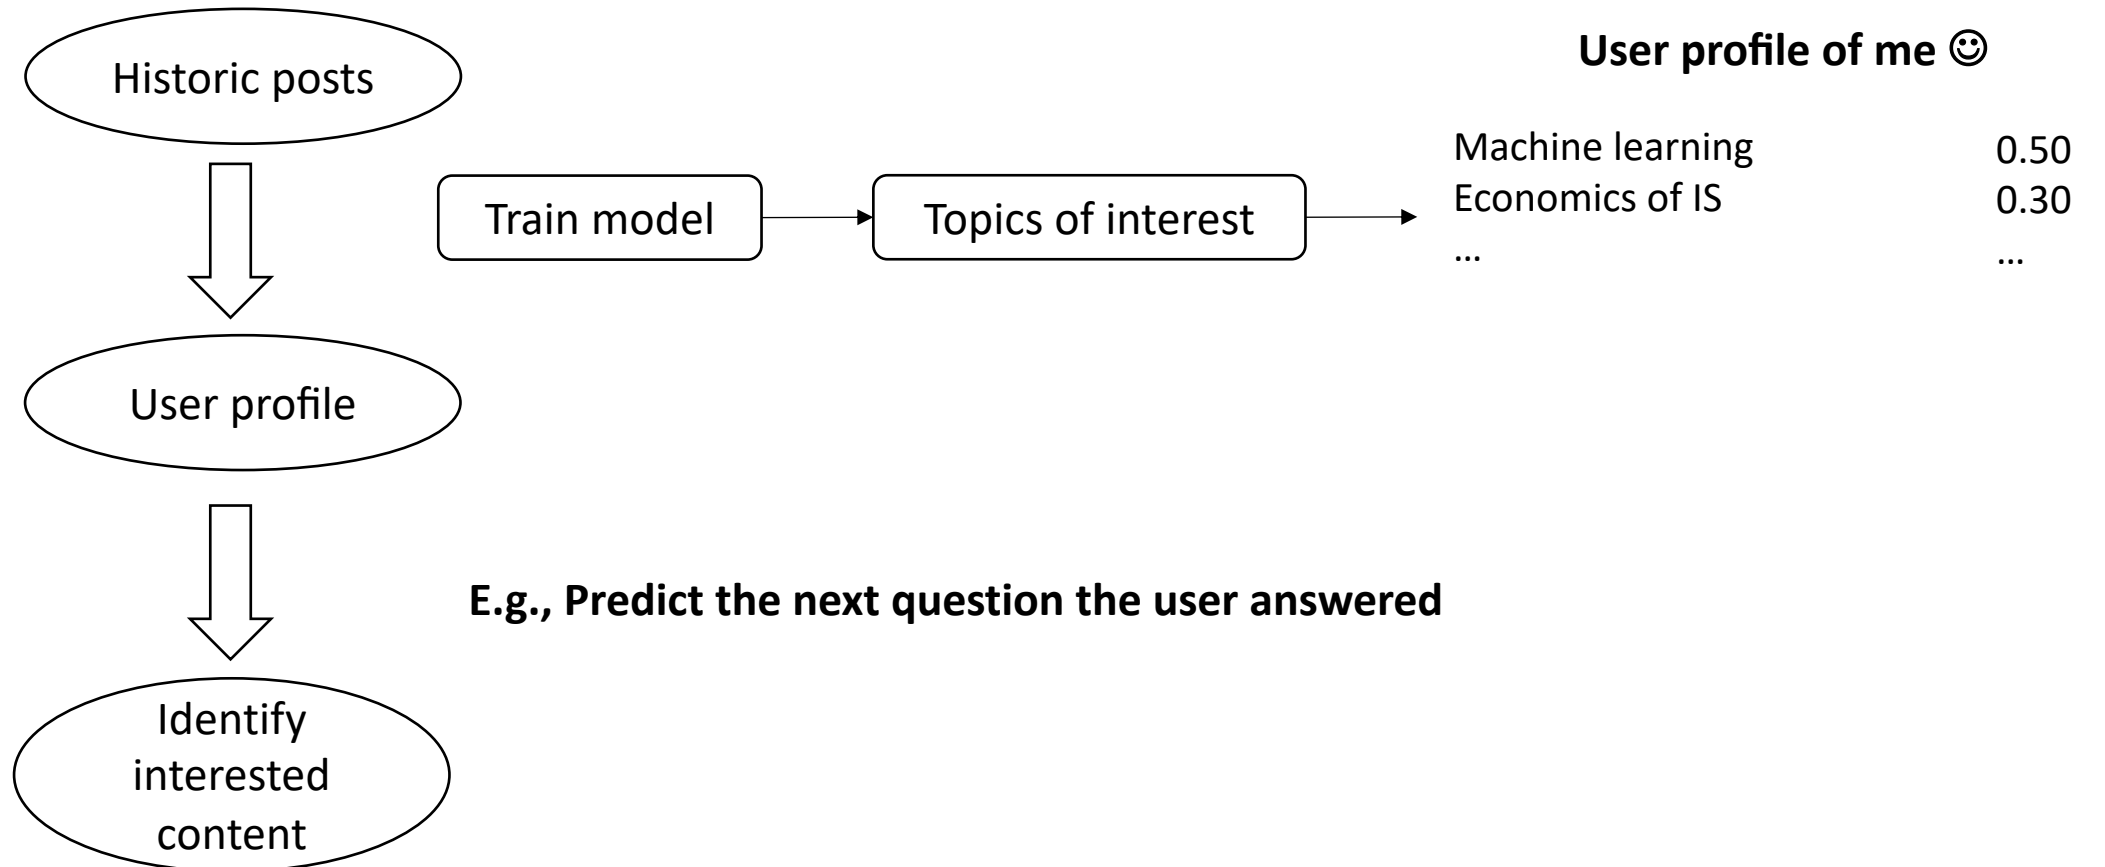 Historic posts
User profile of me ☺
Train model
Topics of interest
Machine learning 0.50
Economics of IS 0.30
... ...
User profile
E.g., Predict the next question the user answered
Identify
interested
content